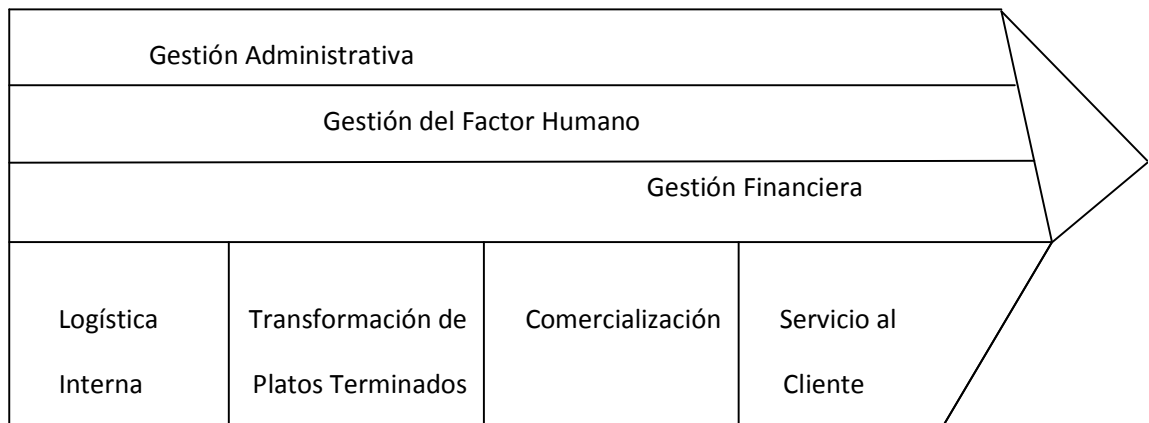 Gestión Administrativa
Gestión del Factor Humano
Gestión Financiera
Logística
Interna
Transformación de
Platos Terminados
Comercialización
Servicio al
Cliente